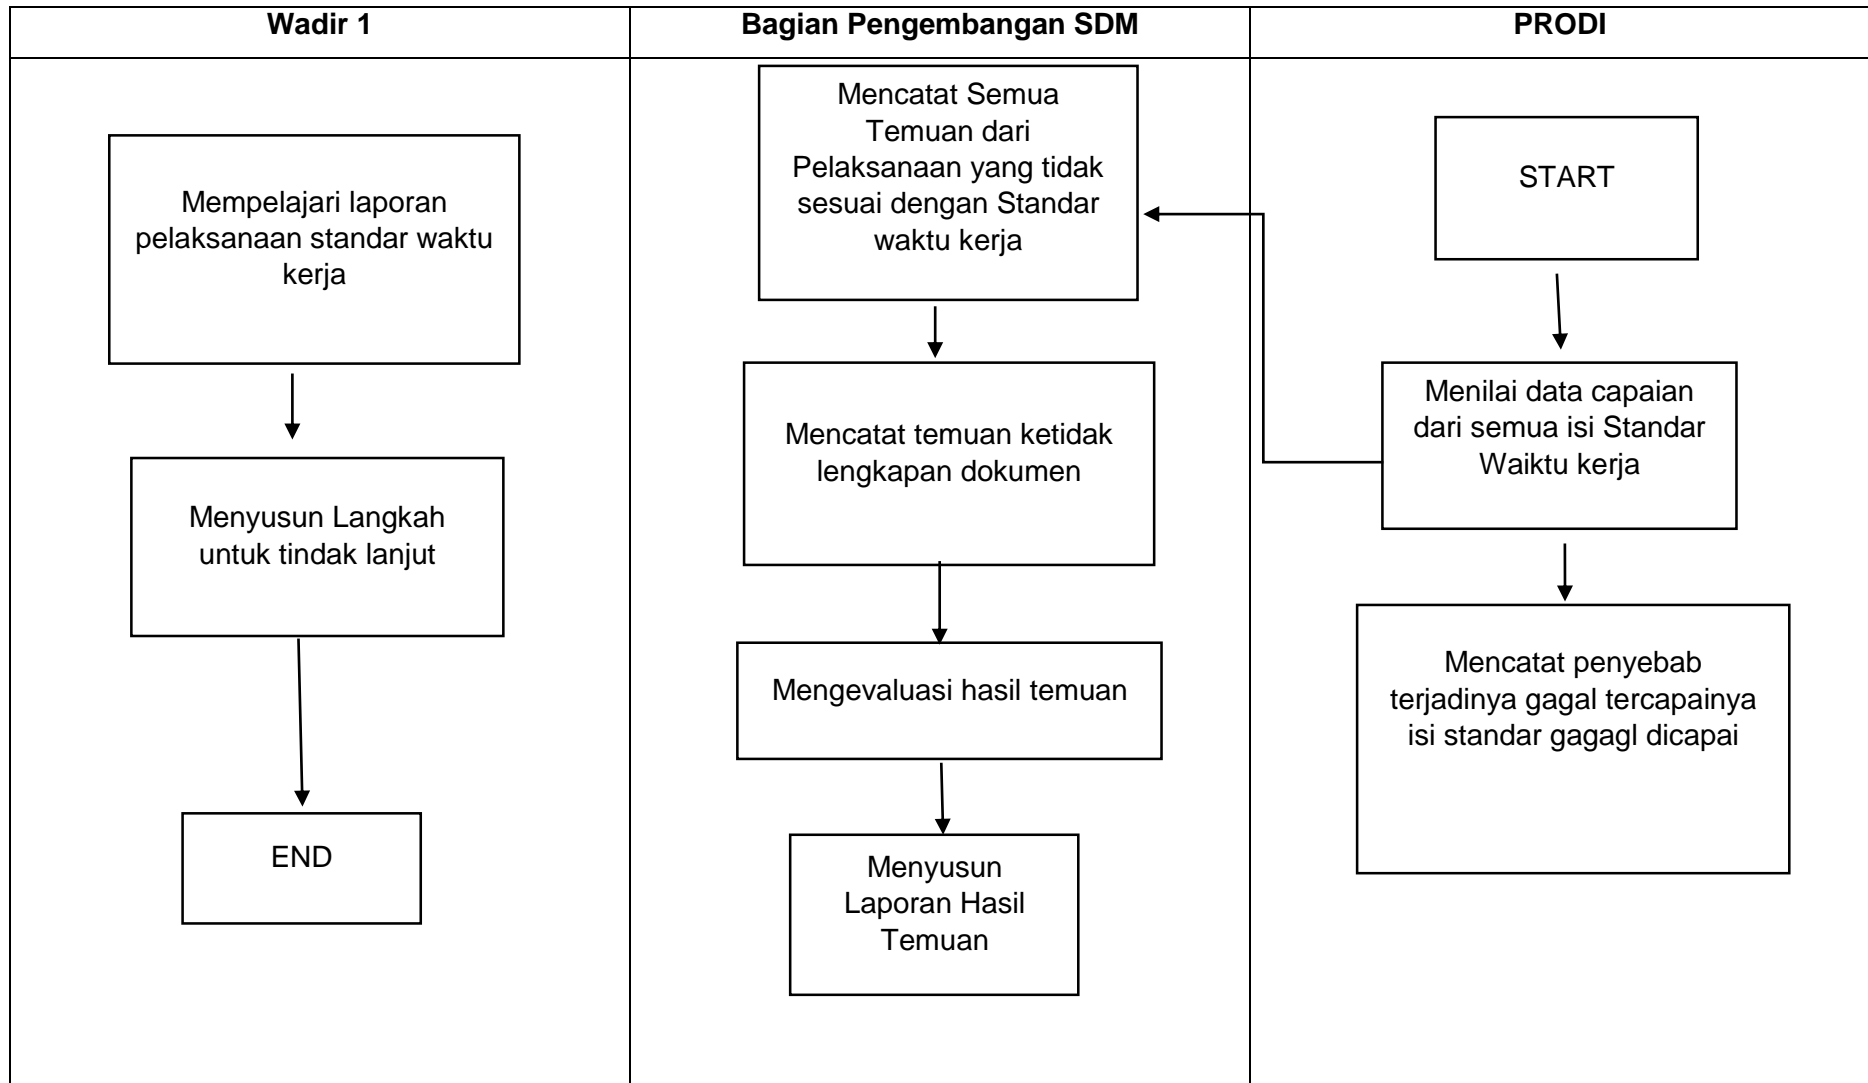 Wadir 1
Bagian Pengembangan SDM
PRODI
Mempelajari laporan
pelaksanaan standar waktu
kerja
Menyusun Langkah
untuk tindak lanjut
END
Mencatat Semua
Temuan dari
Pelaksanaan yang tidak
sesuai dengan Standar
waktu kerja
Mencatat temuan ketidak
lengkapan dokumen
Mengevaluasi hasil temuan
Menyusun
Laporan Hasil
Temuan
START
Menilai data capaian
dari semua isi Standar
Waiktu kerja
Mencatat penyebab
terjadinya gagal tercapainya
isi standar gagagl dicapai